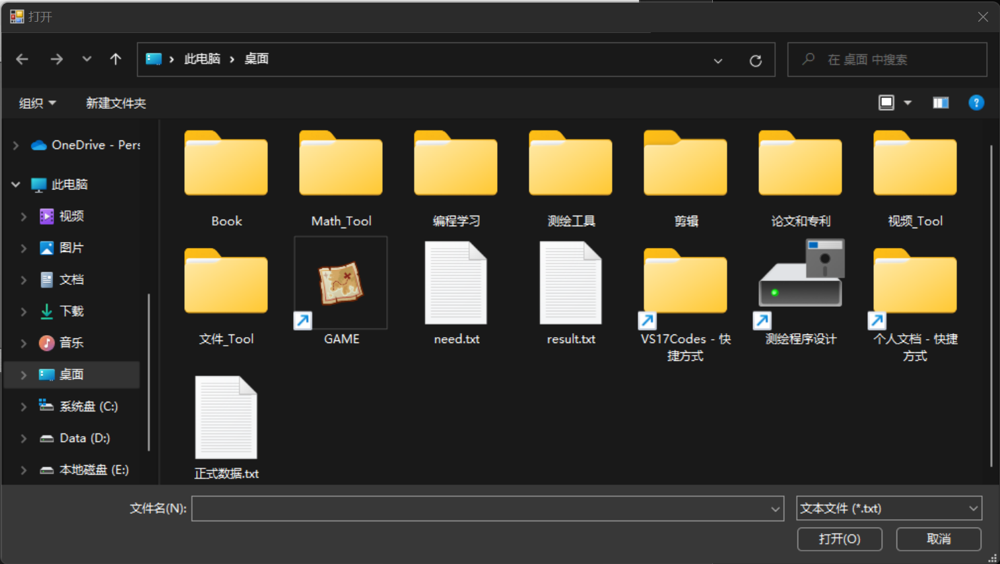 打开
此电脑 › 桌面
在 桌面 中搜索
组织
新建文件夹
OneDrive - Pers
此电脑
视频
图片
文档
下载
音乐
桌面
系统盘 (C:)
Data (D:)
本地磁盘 (E:)
Book
Math_Tool
编程学习
测绘工具
剪辑
论文和专利
视频_Tool
文件_Tool
GAME
need.txt
result.txt
VS17Codes - 快
捷方式
测绘程序设计
个人文档 - 快捷
方式
正式数据.txt
文件名(N):
文本文件 (*.txt)
打开(O)
取消